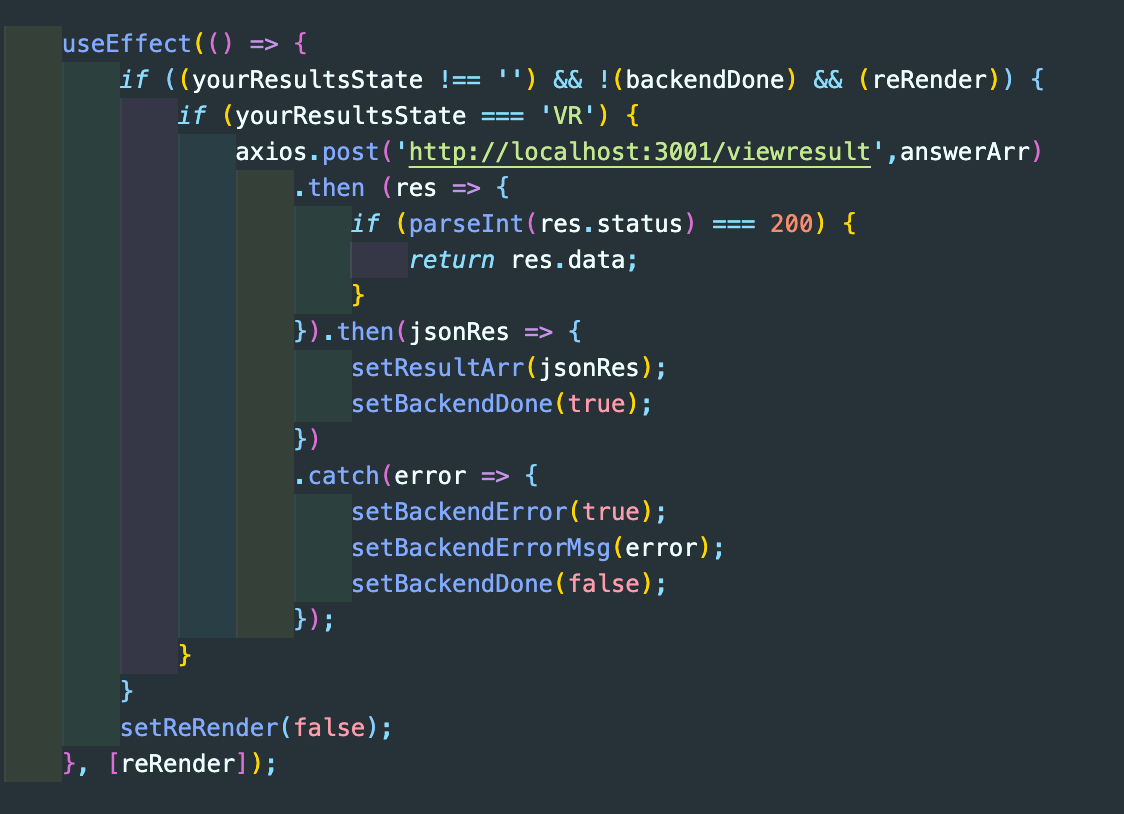 useEffect(() => {
if ((yourResultsState !== '') && !(backendDone) && (reRender)) {
if (yourResultsState === 'VR') {
axios.post('http://localhost:3001/viewresult',answerArr)
.then (res => {
if (parseInt(res.status) === 200) {
return res.data;
}
}).then(jsonRes => {
setResultArr(jsonRes);
setBackendDone(true);
})
.catch(error => {
setBackendError(true);
setBackendErrorMsg(error);
setBackendDone(false);
});
}
}
setReRender(false);
}, [reRender]);